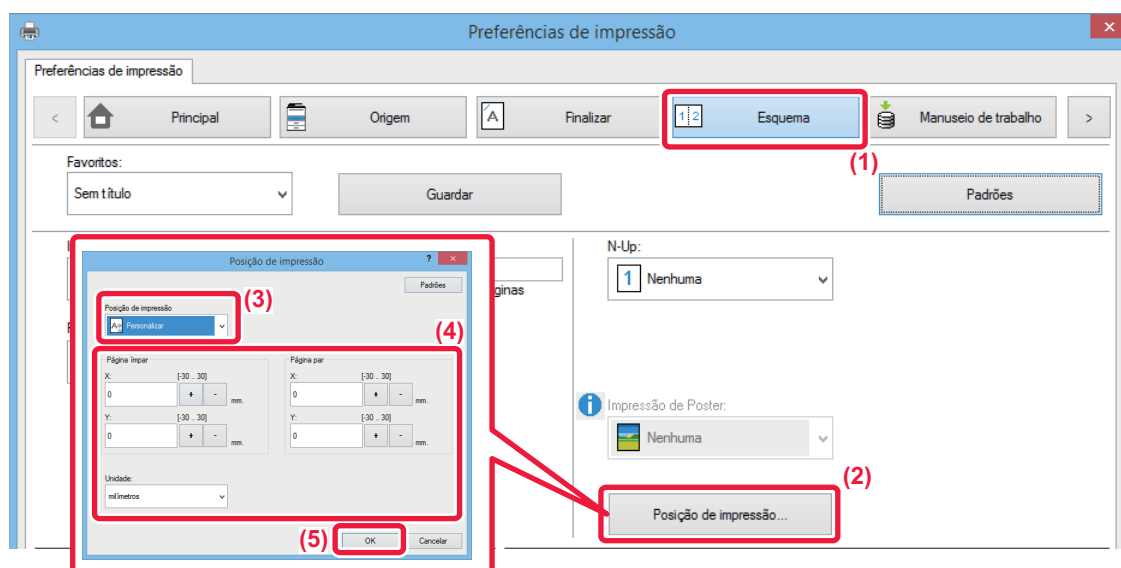 Preferências de impressão
Preferências de impressão
<
Principal
Origem
Finalizar
1 2
Esquema
Manuseio de trabalho
>
(1)
Favoritos:
Sem título
Guardar
Padrões
Posição de impressão
?
Padrões
Posição de impressão
Personalizar
(3)
(4)
Página ímpar
X: [-30 .. 30]
0 + - mm.
Y: [-30 .. 30]
0 + - mm.
Página par
X: [-30 .. 30]
0 + - mm.
Y: [-30 .. 30]
0 + - mm.
Unidade:
milímetros
(5)
OK
Cancelar
ginas
N-Up:
1 Nenhuma
Impressão de Poster:
Nenhuma
(2)
Posição de impressão...